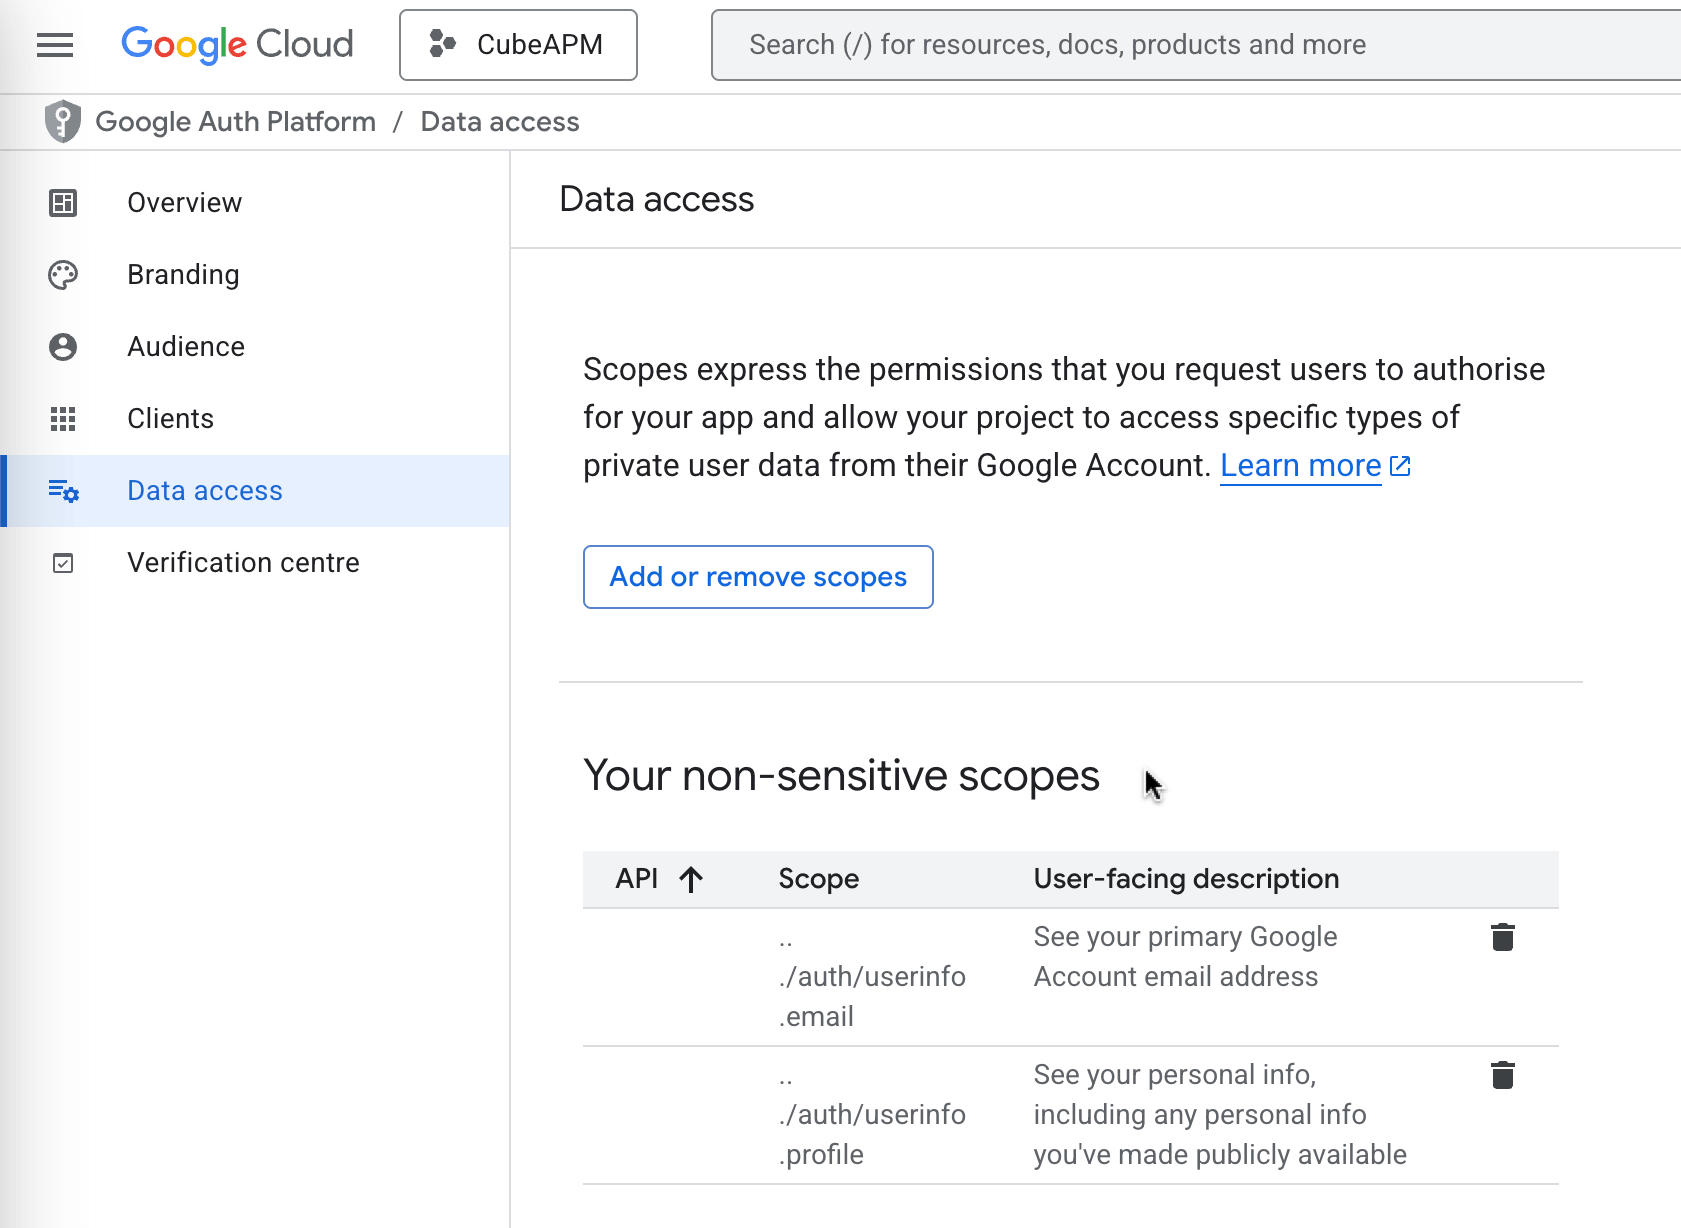 Google Cloud
CubeAPM
Search (/) for resources, docs, products and more
Google Auth Platform / Data access
Overview
Branding
Audience
Clients
Data access
Verification centre
Data access
Scopes express the permissions that you request users to authorise
for your app and allow your project to access specific types of
private user data from their Google Account. Learn more
Add or remove scopes
Your non-sensitive scopes
API Scope User-facing description
..
./auth/userinfo
.email
See your primary Google
Account email address
..
./auth/userinfo
.profile
See your personal info,
including any personal info
you've made publicly available